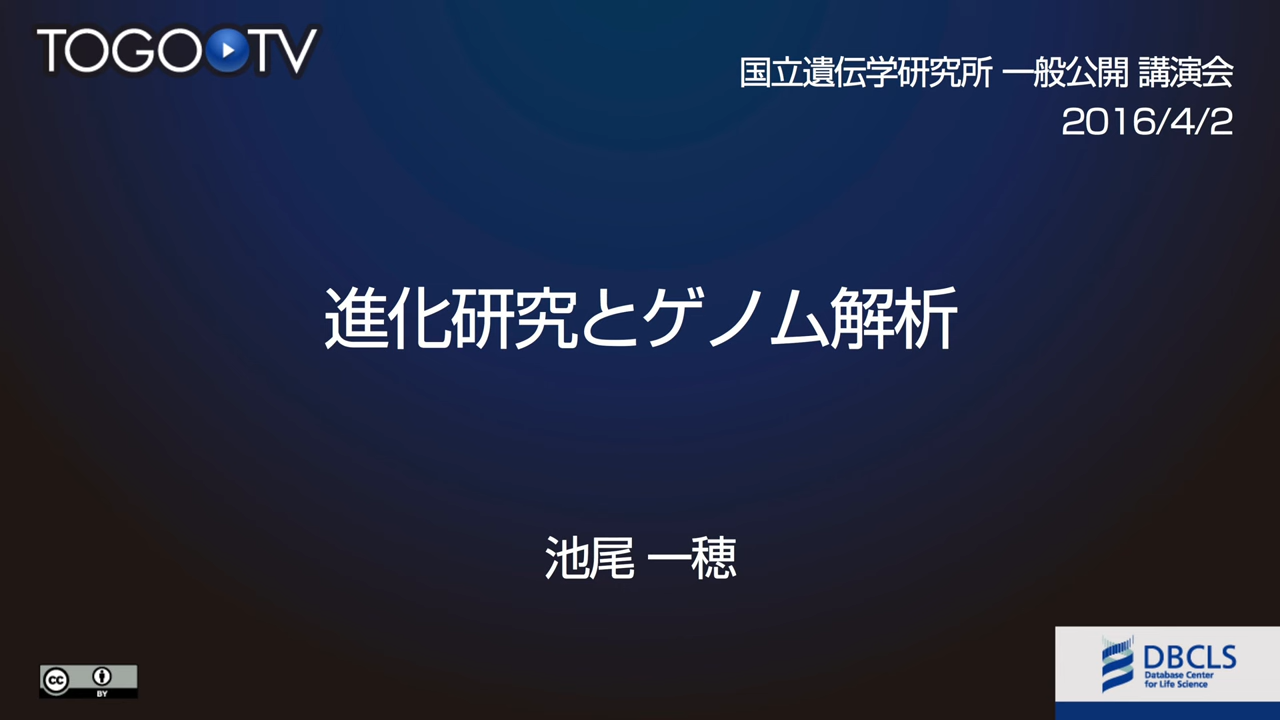 TOGO TV
国立遺伝学研究所 一般公開 講演会
2016/4/2
進化研究とゲノム解析
池尾 一穂
cc
BY
DBCLS
Database Center
for Life Science